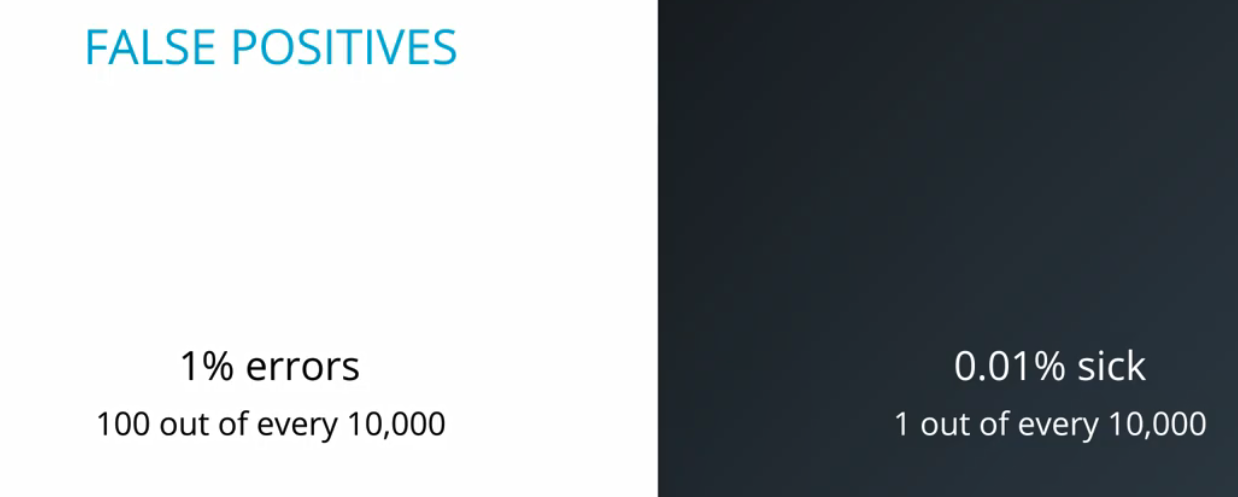 FALSE POSITIVES
1% errors
100 out of every 10,000
0.01% sick
1 out of every 10,000